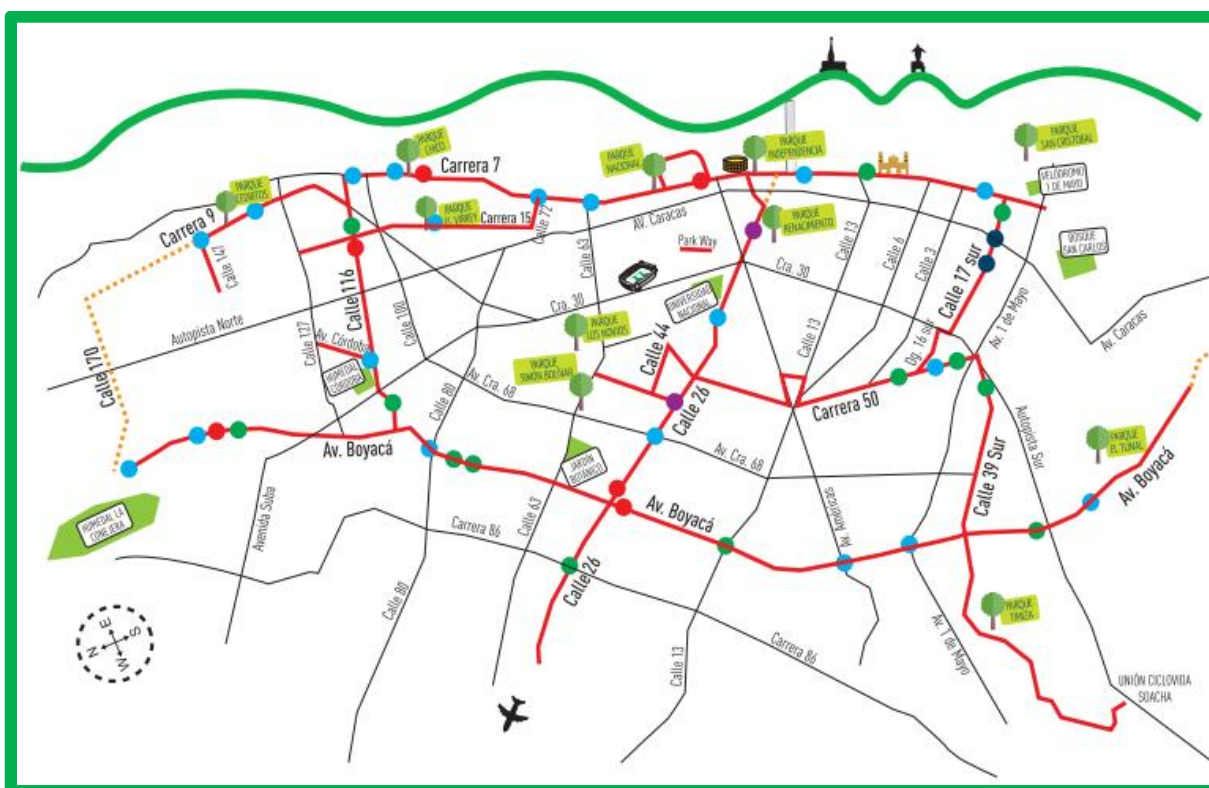 PARQUE
CHICO
Carrera 7
PARQUE
NACIONAL
PARQUE
INDEPENDENCIA
PARQUE
SAN CRISTOBAL
VELÓDROMO
1 DE MAYO
PARQUE
CEDRITOS
PARQUE
EL VIRREY
Carrera 15
Calle 72
Carrera 9
Calle 147
Calle 63
Av. Caracas
Park Way
PARQUE
RENACIMIENTO
Calle 13
Calle 6
Calle 3
Calle 17 sur
BOSQUE
SAN CARLOS
Calle 116
Calle 100
Cra. 30
Cra. 30
UNIVERSIDAD
NACIONAL
Av. 1 de Mayo
Autopista Norte
Calle 127
Av. Córdoba
HUMEDAL
CÓRDOBA
PARQUE
LOS NOVIOS
PARQUE
SIMÓN BOLÍVAR
Calle 44
Calle 13
Dg. 16 sur
Av. Caracas
Calle 170
Calle 80
Av. Cra. 68
Calle 26
Carrera 50
Av. Boyacá
JARDÍN
BOTÁNICO
Av. Cra. 68
Autopista Sur
PARQUE
EL TUNAL
Calle 39 Sur
Av. Boyacá
HUMEDAL LA
CONEJERA
Avenuda Suba
Carrera 86
Calle 63
Av. Boyacá
Av. Américas
Calle 26
Calle 80
PARQUE
TIMIZA
N
E
S
W
Calle 13
Carrera 86
Av. 1 de Mayo
UNIÓN CICLOVIDA
SOACHA